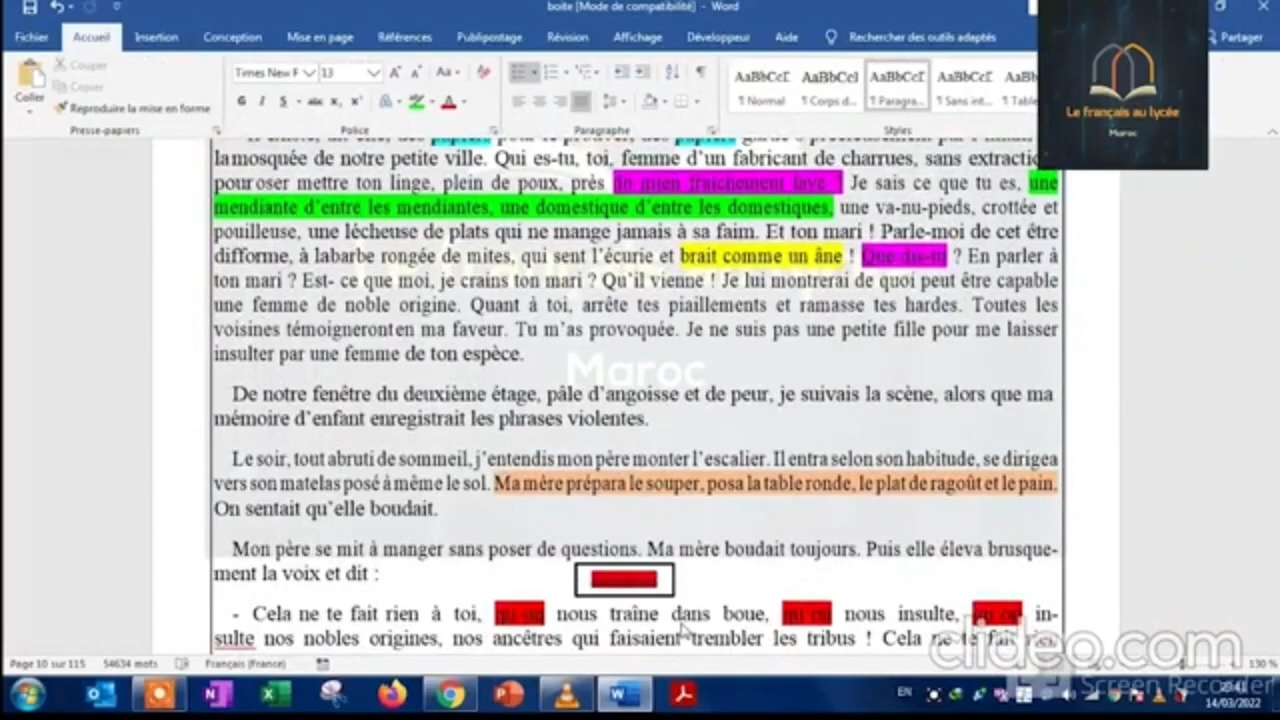 boite [Mode de compatibilité] - Word
Fichier Accueil Insertion Conception Mise en page Références Publipostage Révision Affichage Développeur Aide Rechercher des outils adaptés Partager
Couper
Copier
Coller
Reproduire la mise en forme
Times New F 13
AaBbCcI AaBbCcI AaBbCcI AaBbCcI AaBb
¶ Normal ¶ Corps d... ¶ Paragra... ¶ Sans int... ¶ Table
Presse-papiers Police Paragraphe Styles
Le français au lycée
Maroc
lamosquée de notre petite ville. Qui es-tu, toi, femme d’un fabricant de charrues, sans
pouroser mettre ton linge, plein de poux, près du mien fraichement lavé ? Je sais ce que tu es, une
mendiante d’entre les mendiantes, une domestique d’entre les domestiques, une va-nu-pieds, crottée et
pouilleuse, une lécheuse de plats qui ne mange jamais à sa faim. Et ton mari ! Parle-moi de cet être
difforme, à labarbe rongée de mites, qui sent l’écurie et brait comme un âne ! Que dis-tu ? En parler à
ton mari ? Est- ce que moi, je crains ton mari ? Qu’il vienne ! Je lui montrerai de quoi peut être capable
une femme de noble origine. Quant à toi, arrête tes piaillements et ramasse tes hardes. Toutes les
voisines témoigneronten ma faveur. Tu m’as provoquée. Je ne suis pas une petite fille pour me laisser
insulter par une femme de ton espèce.
Maroc
De notre fenêtre du deuxième étage, pâle d’angoisse et de peur, je suivais la scène, alors que ma
mémoire d’enfant enregistrait les phrases violentes.
Le soir, tout abruti de sommeil, j’entendis mon père monter l’escalier. Il entra selon son habitude, se dirigea
vers son matelas posé à même le sol. Ma mère prépara le souper, posa la table ronde, le plat de ragoût et le pain.
On sentait qu’elle boudait.
Mon père se mit à manger sans poser de questions. Ma mère boudait toujours. Puis elle éleva brusque-
ment la voix et dit :
- Cela ne te fait rien à toi, qu’on nous traîne dans boue, qu’on nous insulte, qu’on in-
sulte nos nobles origines, nos ancêtres qui faisaient trembler les tribus ! Cela ne te fait rien
clideo.com
Page 10 sur 115 54634 mots Français (France) 130 %
Screen Recorder
EN
14/03/2022